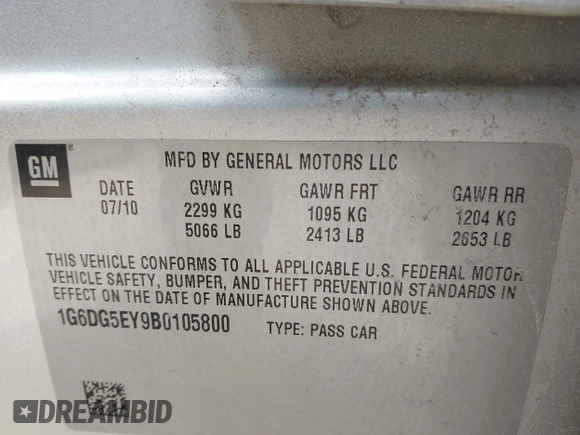 GM
MFD BY GENERAL MOTORS LLC
DATE GVWR GAWR FRT GAWR RR
07/10 2299 KG 1095 KG 1204 KG
5066 LB 2413 LB 2653 LB
THIS VEHICLE CONFORMS TO ALL APPLICABLE U.S. FEDERAL MOTOR
VEHICLE SAFETY, BUMPER, AND THEFT PREVENTION STANDARDS IN
EFFECT ON THE DATE OF MANUFACTURE SHOWN ABOVE.
1G6DG5EY9B0105800 TYPE: PASS CAR
DREAMBID